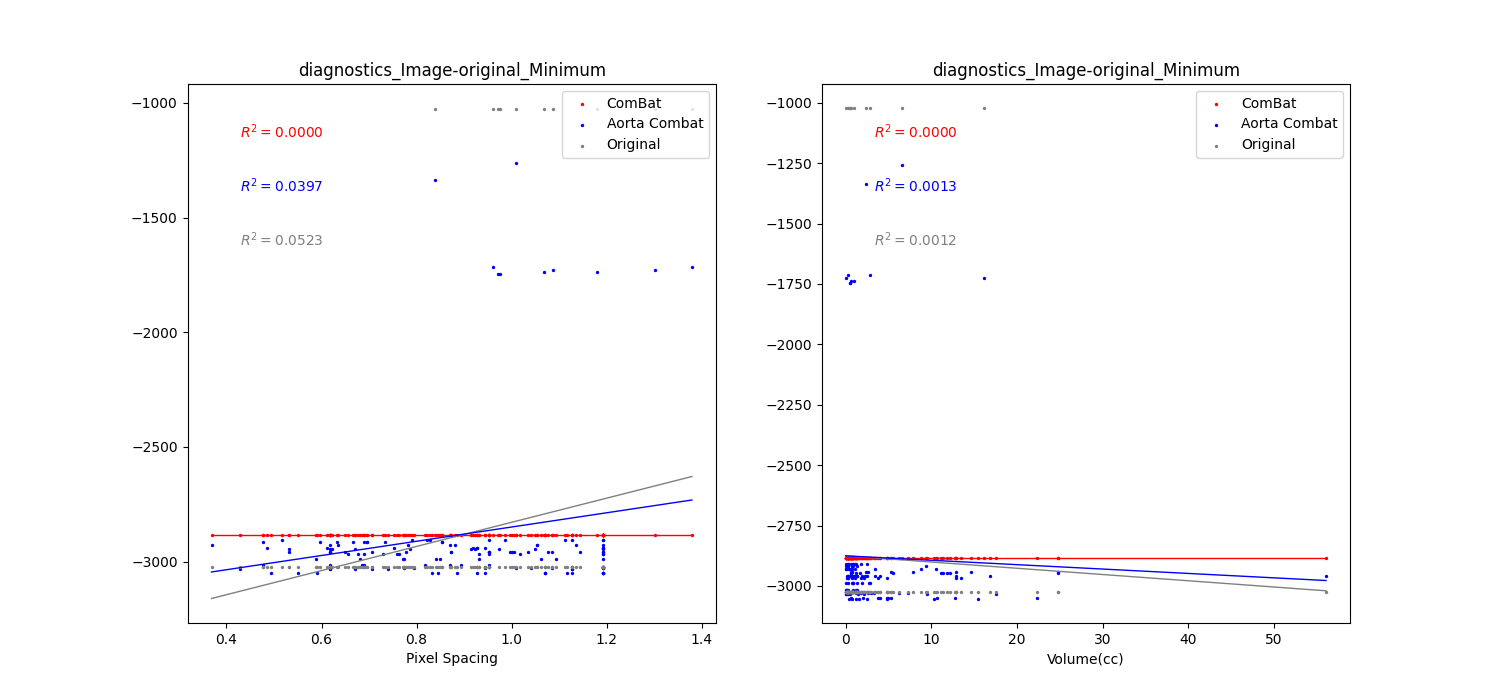 diagnostics_Image-original_Minimum
−1000
−1500
−2000
−2500
−3000
R² = 0.0000
R² = 0.0397
R² = 0.0523
ComBat
Aorta Combat
Original
0.4 0.6 0.8 1.0 1.2 1.4
Pixel Spacing
diagnostics_Image-original_Minimum
−1000
−1250
−1500
−1750
−2000
−2250
−2500
−2750
−3000
R² = 0.0000
R² = 0.0013
R² = 0.0012
ComBat
Aorta Combat
Original
0 10 20 30 40 50
Volume(cc)